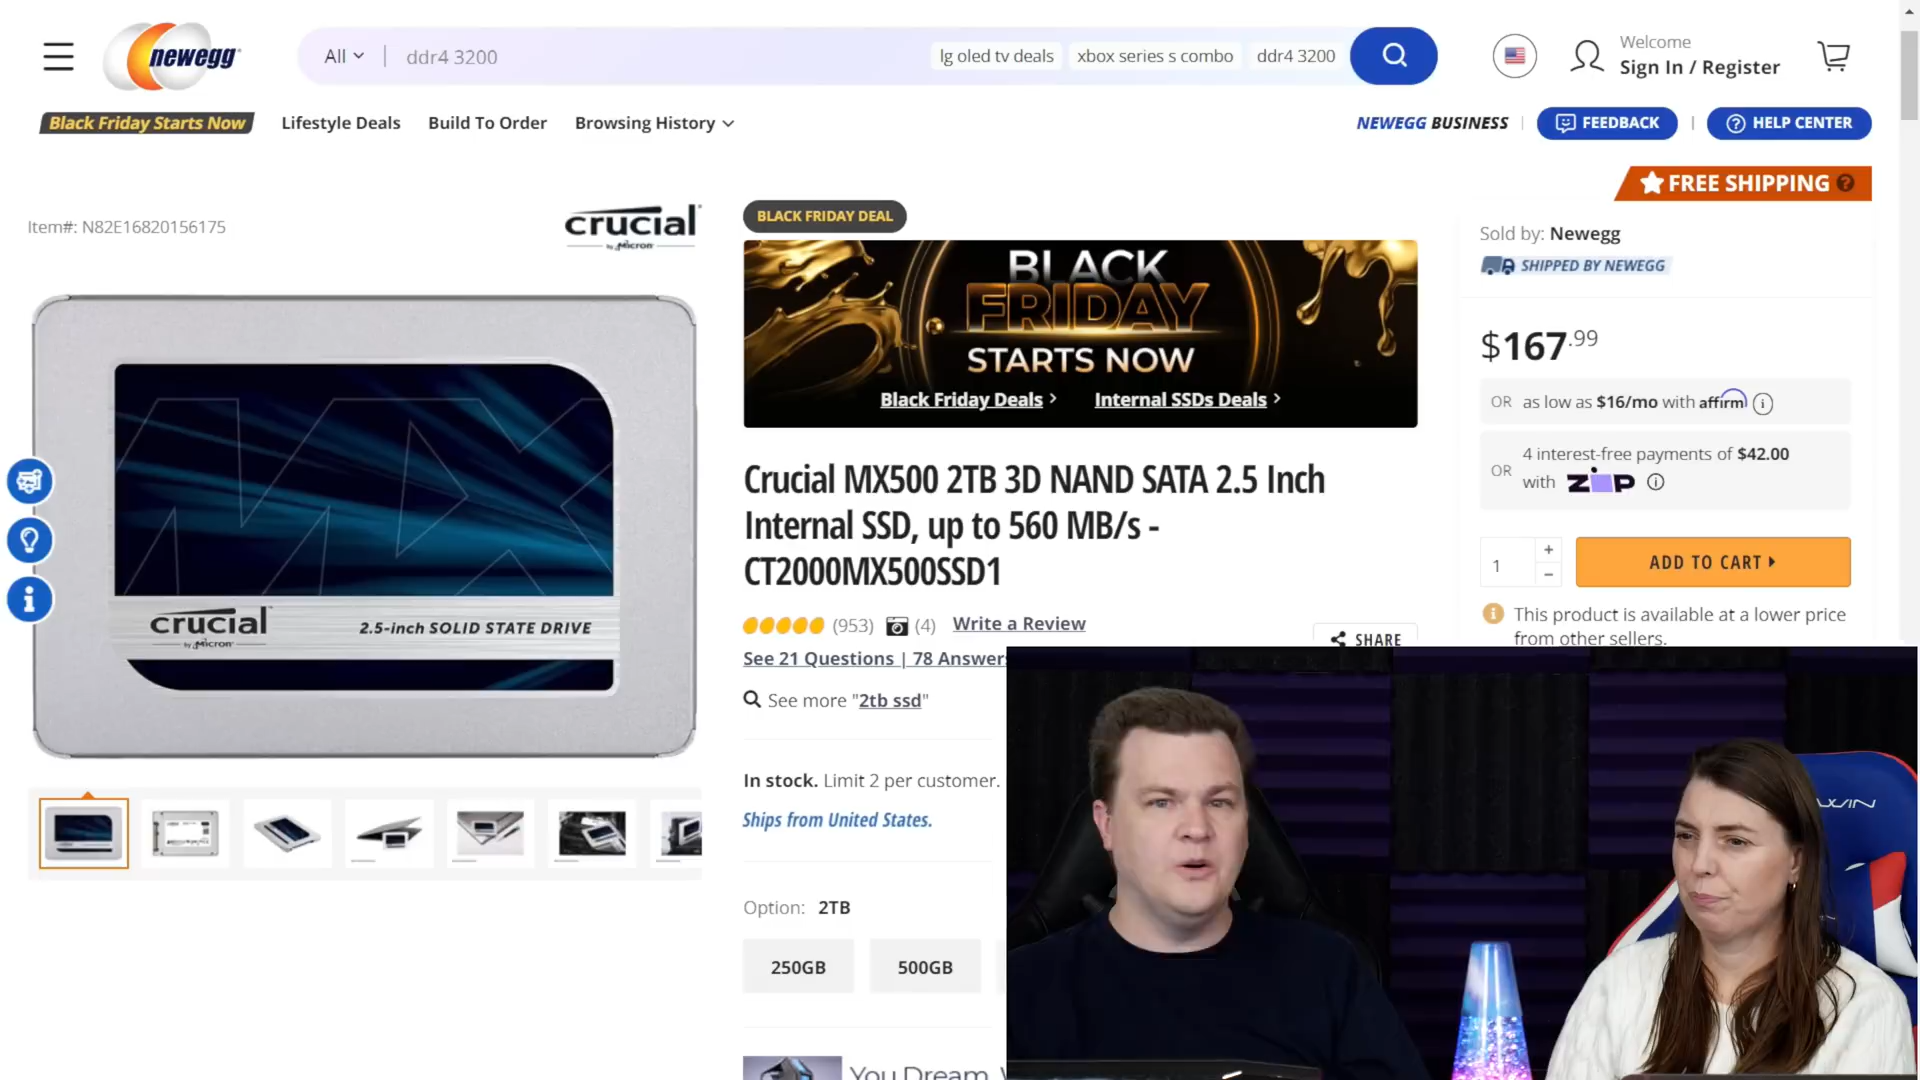 newegg
All
ddr4 3200
lg oled tv deals
xbox series s combo
ddr4 3200
Welcome
Sign In / Register
Black Friday Starts Now
Lifestyle Deals
Build To Order
Browsing History
NEWEGG BUSINESS
FEEDBACK
HELP CENTER
FREE SHIPPING
Item#: N82E16820156175
crucial
by Micron
BLACK FRIDAY DEAL
BLACK
FRIDAY
STARTS NOW
Black Friday Deals
Internal SSDs Deals
Sold by: Newegg
SHIPPED BY NEWEGG
$167.99
OR as low as $16/mo with affirm
OR 4 interest-free payments of $42.00
with ZIP
1
ADD TO CART
This product is available at a lower price
from other sellers.
MX
crucial
by Micron
2.5-inch SOLID STATE DRIVE
Crucial MX500 2TB 3D NAND SATA 2.5 Inch
Internal SSD, up to 560 MB/s -
CT2000MX500SSD1
(953) (4) Write a Review
SHARE
See 21 Questions | 78 Answers
See more "2tb ssd"
In stock. Limit 2 per customer.
Ships from United States.
Option: 2TB
250GB
500GB
You Dream,